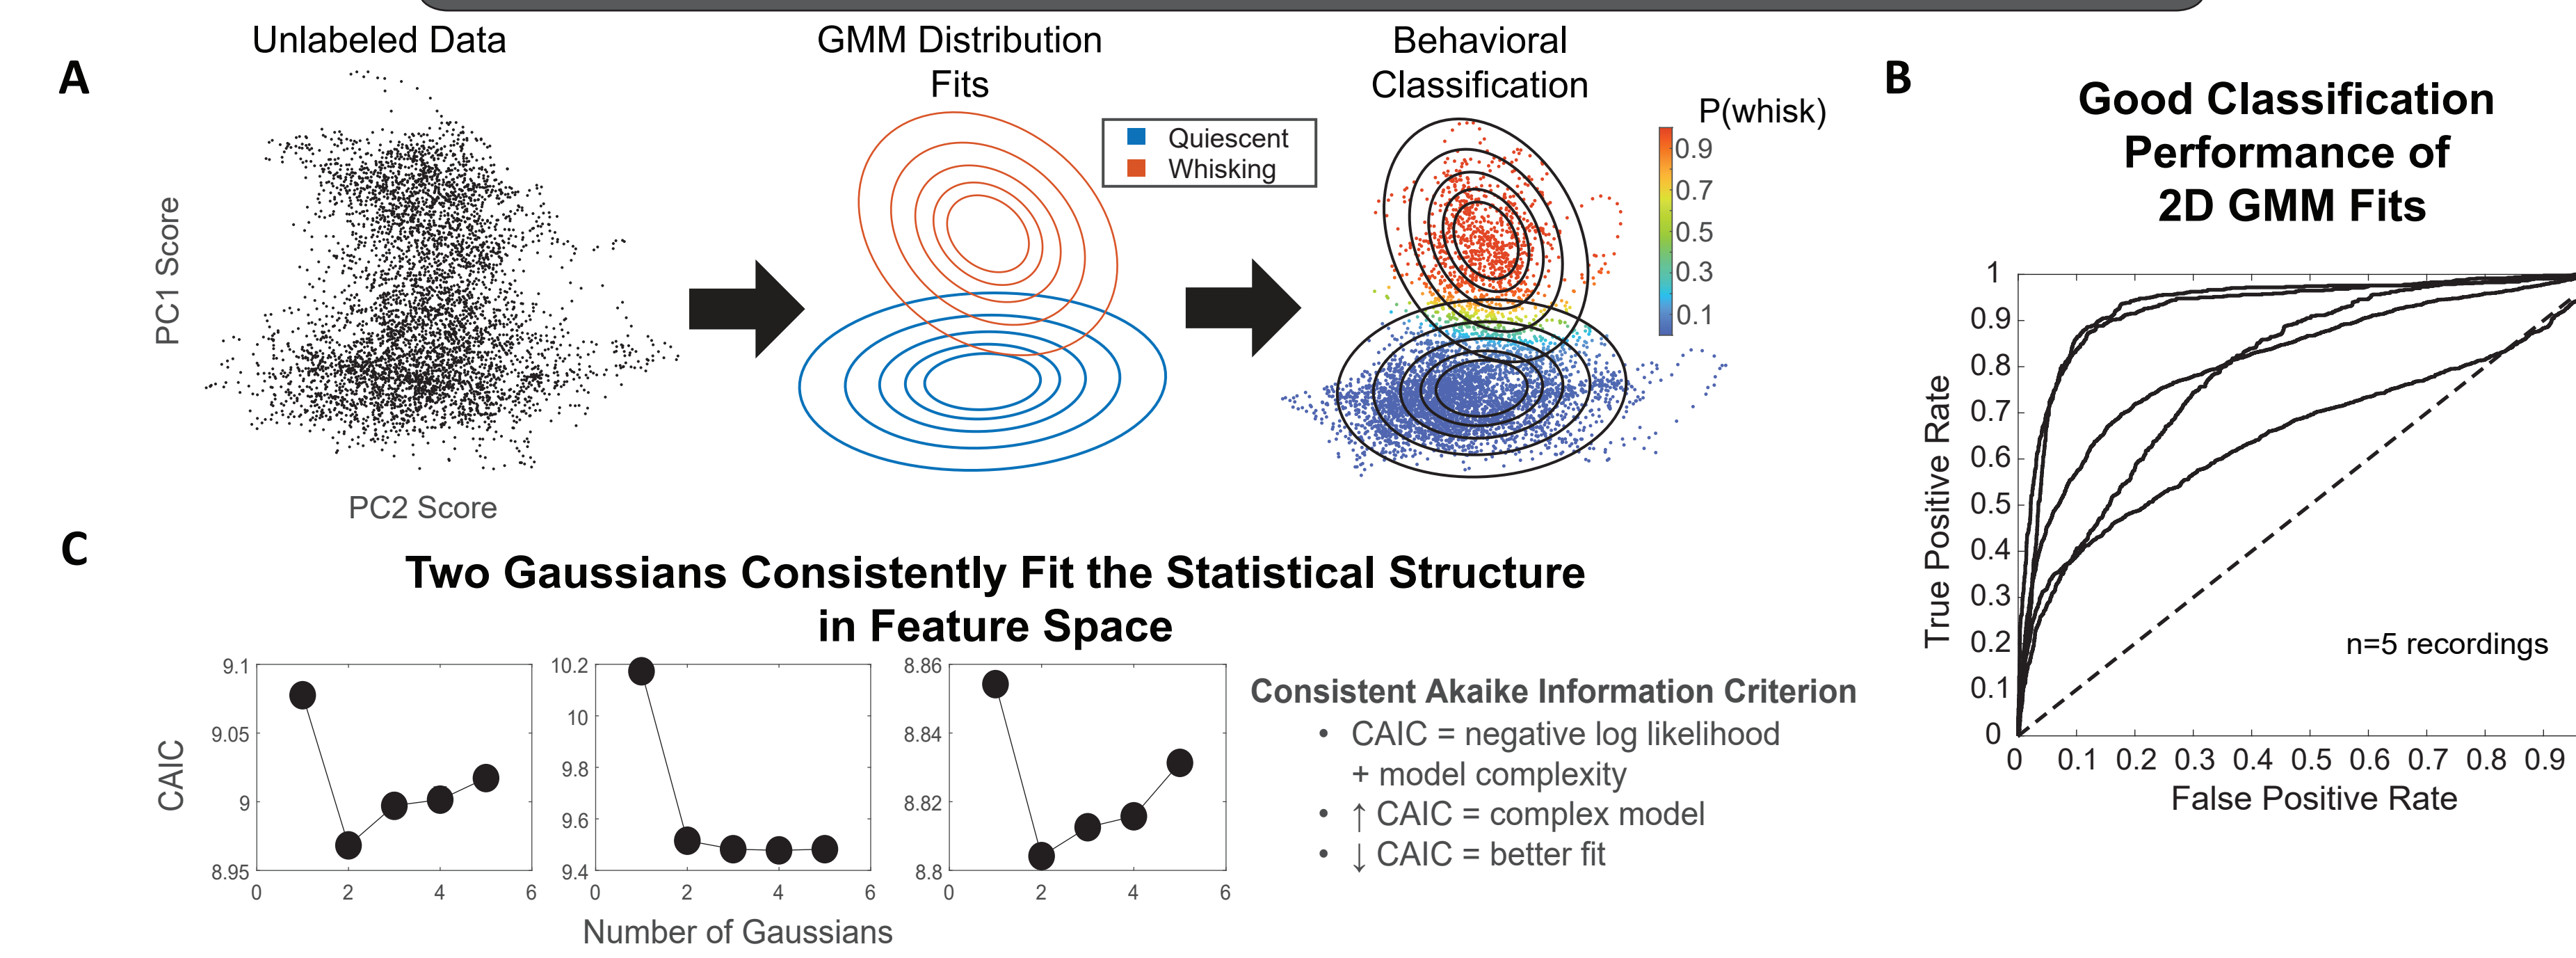 A
Unlabeled Data
PC1 Score
PC2 Score
GMM Distribution
Fits
Quiescent
Whisking
Behavioral
Classification
P(whisk)
0.9
0.7
0.5
0.3
0.1
B
Good Classification
Performance of
2D GMM Fits
True Positive Rate
1
0.9
0.8
0.7
0.6
0.5
0.4
0.3
0.2
0.1
0
n=5 recordings
0 0.1 0.2 0.3 0.4 0.5 0.6 0.7 0.8 0.9
False Positive Rate
C
Two Gaussians Consistently Fit the Statistical Structure
in Feature Space
CAIC
9.1
9.05
9
8.95
0 2 4 6
10.2
10
9.8
9.6
9.4
0 2 4 6
8.86
8.84
8.82
8.8
0 2 4 6
Number of Gaussians
Consistent Akaike Information Criterion
• CAIC = negative log likelihood
+ model complexity
• ↑ CAIC = complex model
• ↓ CAIC = better fit